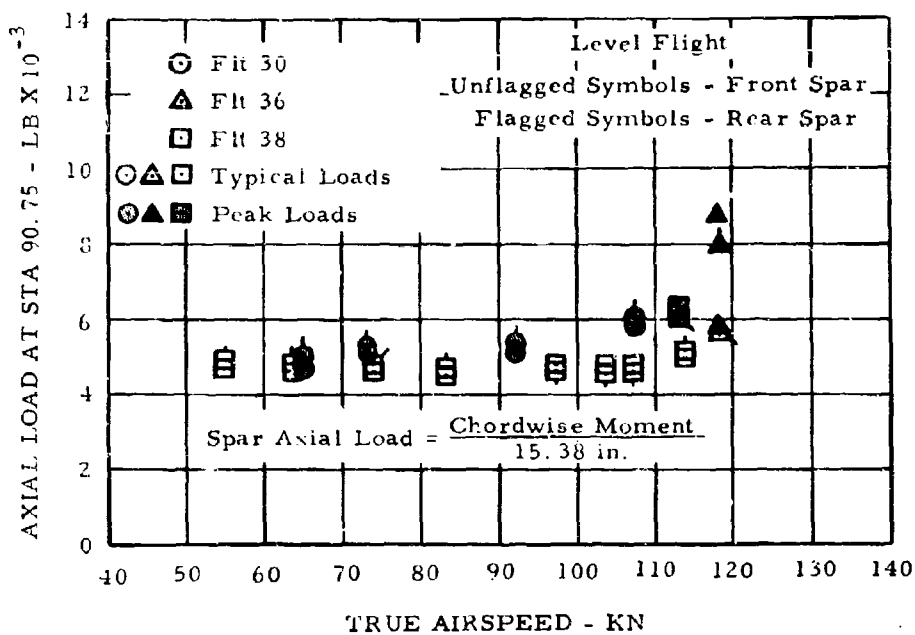 AXIAL LOAD AT STA 90.75 - LB X10⁻³
14
12
10
8
6
4
2
0
Level Flight
Unflagged Symbols - Front Spar
Flagged Symbols - Rear Spar
Flt 30
Flt 36
Flt 38
Typical Loads
Peak Loads
Spar Axial Load = Chordwise Moment
15.38 in.
40 50 60 70 80 90 100 110 120 130 140
TRUE AIRSPEED - KN